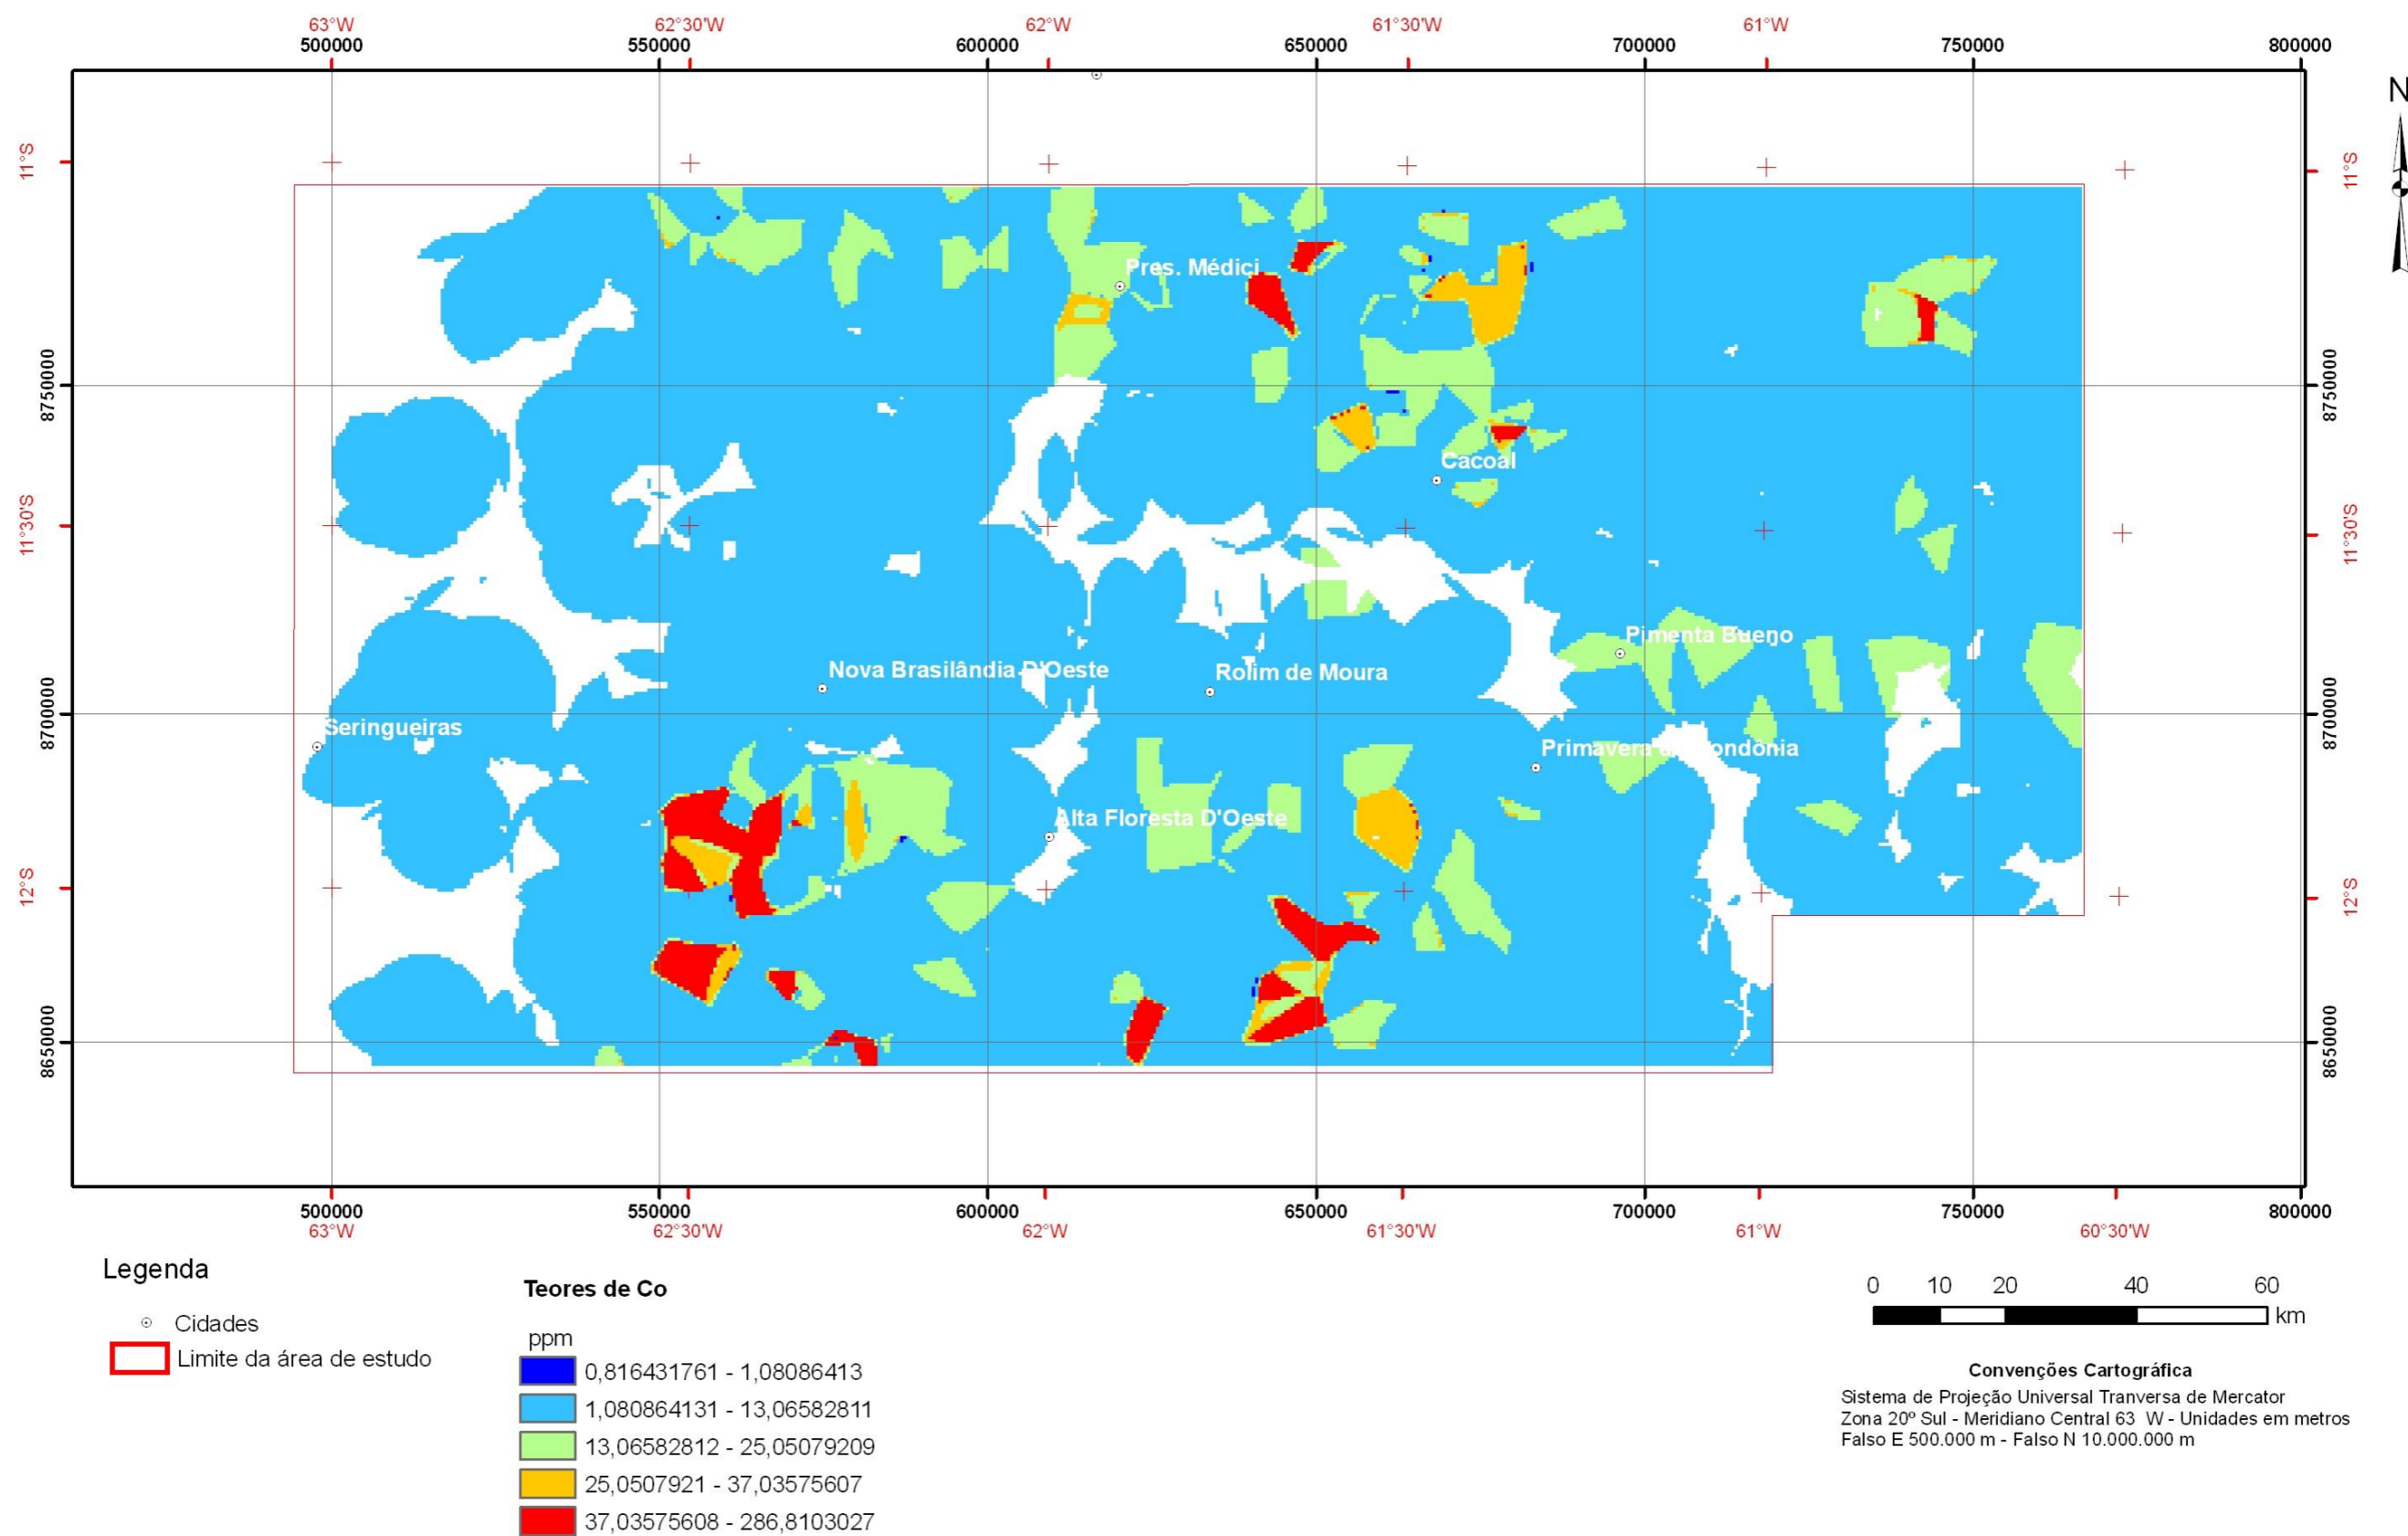 63°W 62°30'W 62°W 61°30'W 61°W
500000 550000 600000 650000 700000 750000 800000
N
11°S 11°S
Pres. Médici
8750000 8750000
Cacoal
11°30'S 11°30'S
Pimenta Bueno
Nova Brasilândia D'Oeste Rolim de Moura
8700000 8700000
Seringueiras
Primavera Rondônia
Alta Floresta D'Oeste
12°S 12°S
8650000 8650000
500000 550000 600000 650000 700000 750000 800000
63°W 62°30'W 62°W 61°30'W 61°W 60°30'W
Legenda
Cidades
Limite da área de estudo
Teores de Co
ppm
0,816431761 - 1,08086413
1,080864131 - 13,06582811
13,06582812 - 25,05079209
25,0507921 - 37,03575607
37,03575608 - 286,8103027
0 10 20 40 60
km
Convenções Cartográfica
Sistema de Projeção Universal Tranversa de Mercator
Zona 20º Sul - Meridiano Central 63 W - Unidades em metros
Falso E 500.000 m - Falso N 10.000.000 m